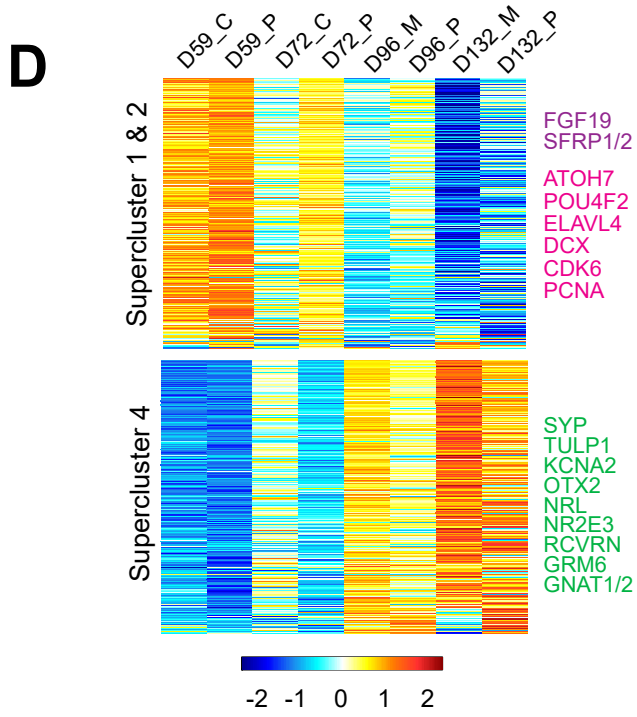 D
D59_C
D59_P
D72_C
D72_P
D96_M
D96_P
D132_M
D132_P
Supercluster 1 & 2
FGF19
SFRP1/2
ATOH7
POU4F2
ELAVL4
DCX
CDK6
PCNA
Supercluster 4
SYP
TULP1
KCNA2
OTX2
NRL
NR2E3
RCVRN
GRM6
GNAT1/2
-2 -1 0 1 2